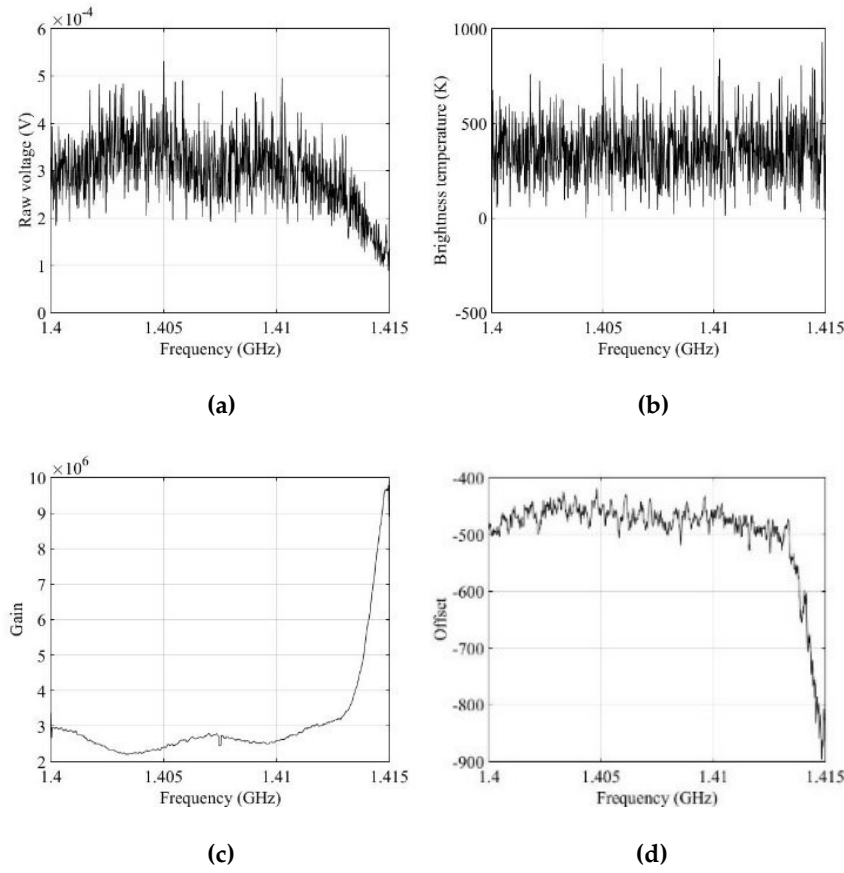 ×10⁻⁴
6
5
4
3
2
1
0
Raw voltage (V)
1.4 1.405 1.41 1.415
Frequency (GHz)
(a)
1000
500
0
-500
Brightness temperature (K)
1.4 1.405 1.41 1.415
Frequency (GHz)
(b)
×10⁶
10
9
8
7
6
5
4
3
2
Gain
1.4 1.405 1.41 1.415
Frequency (GHz)
(c)
-400
-500
-600
-700
-800
-900
Offset
1.4 1.405 1.41 1.415
Frequency (GHz)
(d)